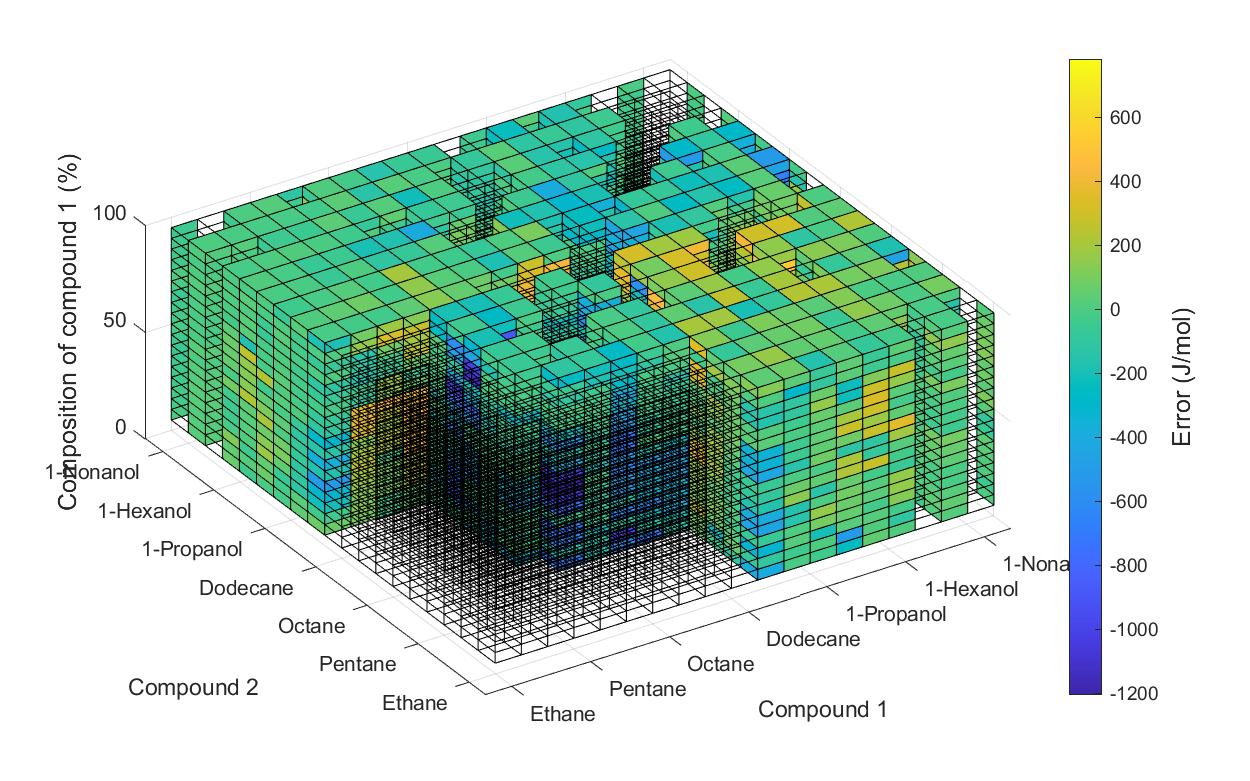 Composition of compound 1 (%)
100
50
0
1-Nonanol
1-Hexanol
1-Propanol
Dodecane
Octane
Pentane
Ethane
Compound 2
Ethane
Pentane
Octane
Dodecane
1-Propanol
1-Hexanol
1-Nona
Compound 1
600
400
200
0
-200
-400
-600
-800
-1000
-1200
Error (J/mol)